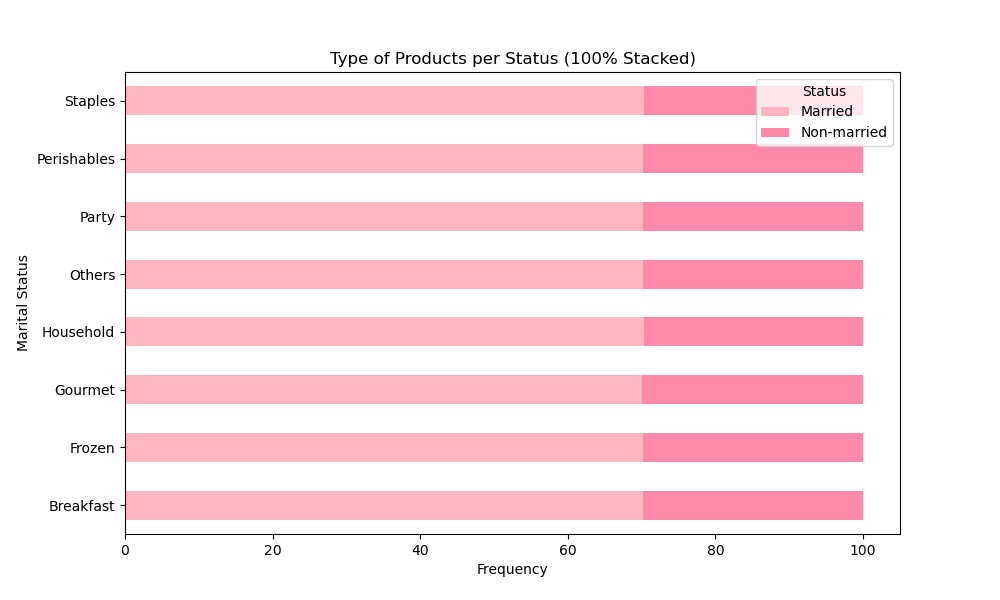 Type of Products per Status (100% Stacked)
Status
Married
Non-married
Marital Status
Staples
Perishables
Party
Others
Household
Gourmet
Frozen
Breakfast
0 20 40 60 80 100
Frequency